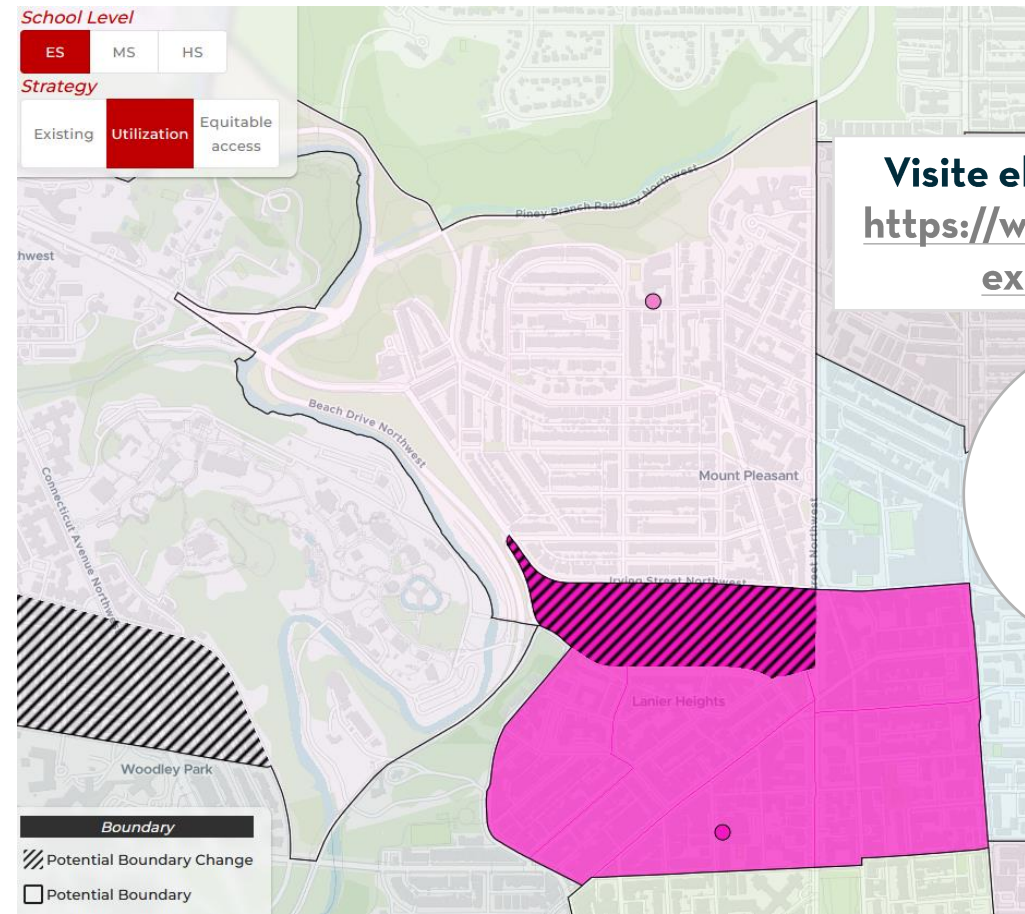 School Level
ES MS HS
Strategy
Existing Utilization Equitable access
Visite el
https://w
ex
Piney Branch Parkway Northwest
hwest
Beach Drive Northwest
Mount Pleasant
Connecticut Avenue Northwe
reet Northwest
Irving Street Northwest
Lanier Heights
Woodley Park
Boundary
Potential Boundary Change
Potential Boundary